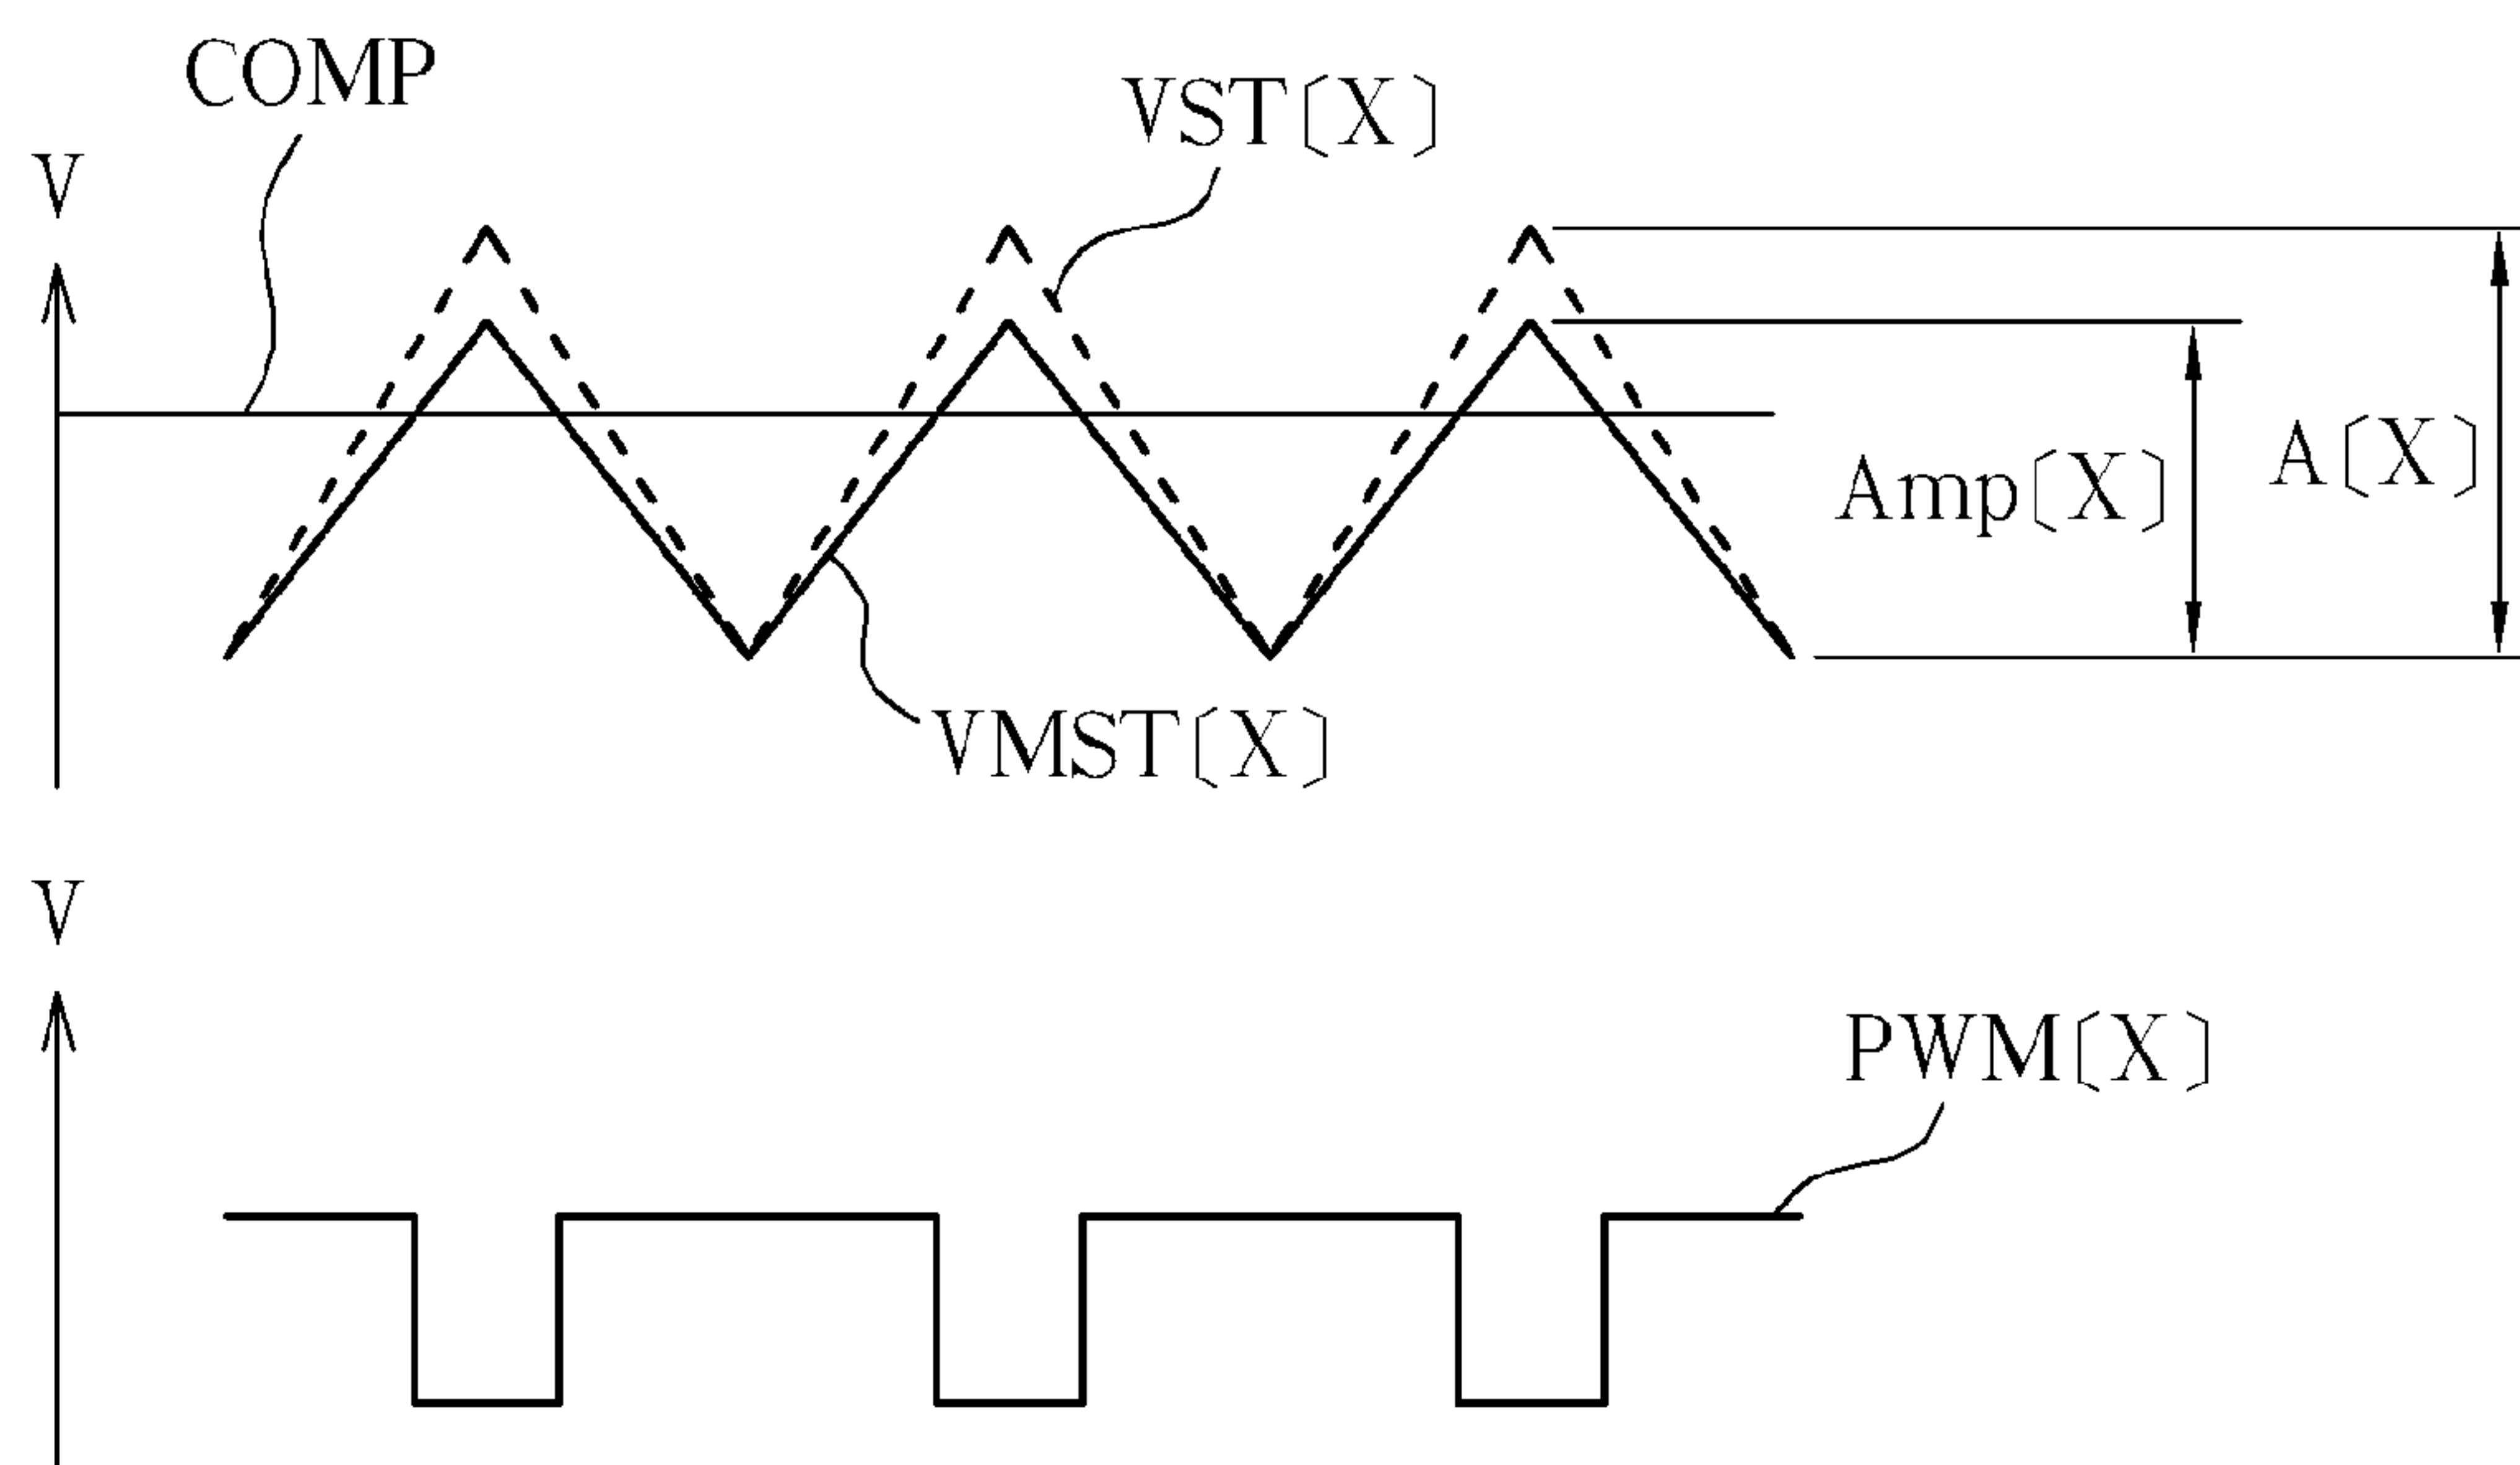 COMP
VST〔X〕
V
A〔X〕
Amp〔X〕
VMST〔X〕
V
PWM〔X〕